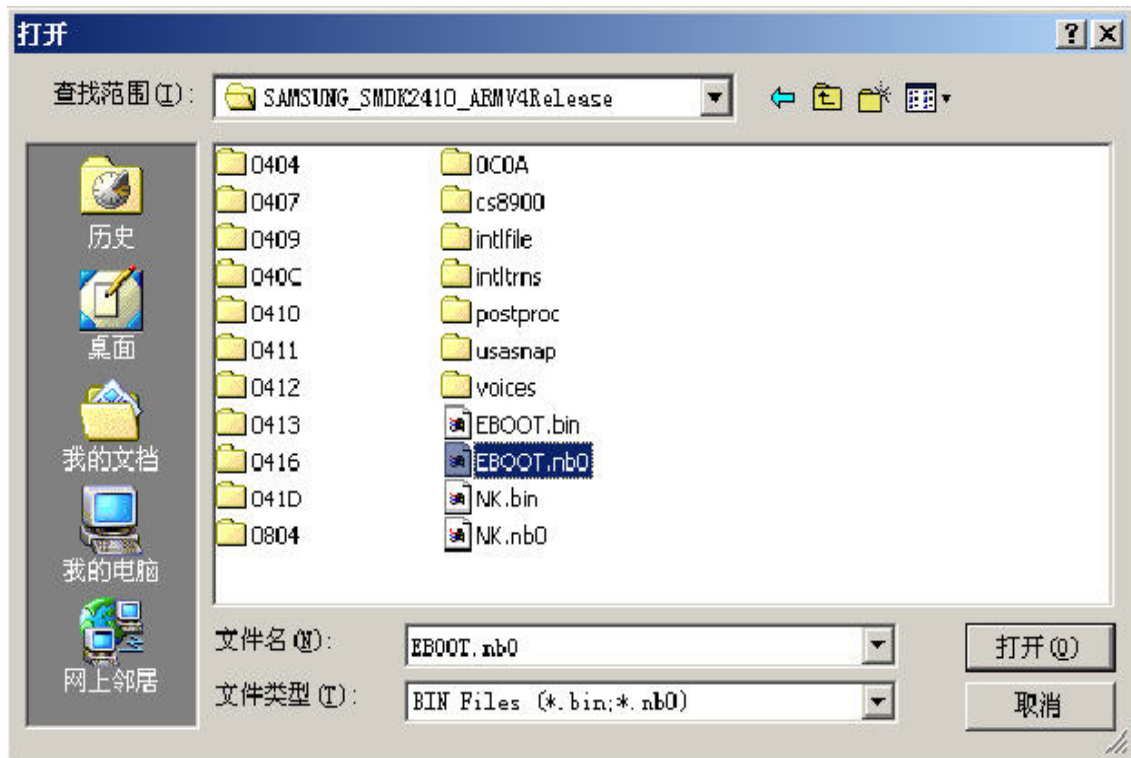 打开
查找范围(I):
SAMSUNG_SMDK2410_ARMV4Release
历史
桌面
我的文档
我的电脑
网上邻居
0404
0407
0409
040C
0410
0411
0412
0413
0416
041D
0804
0C0A
cs8900
intlfile
intltrns
postproc
usasnap
voices
EBOOT.bin
EBOOT.nb0
NK.bin
NK.nb0
文件名(N):
EBOOT.nb0
打开(O)
文件类型(T):
BIN Files (*.bin;*.nb0)
取消